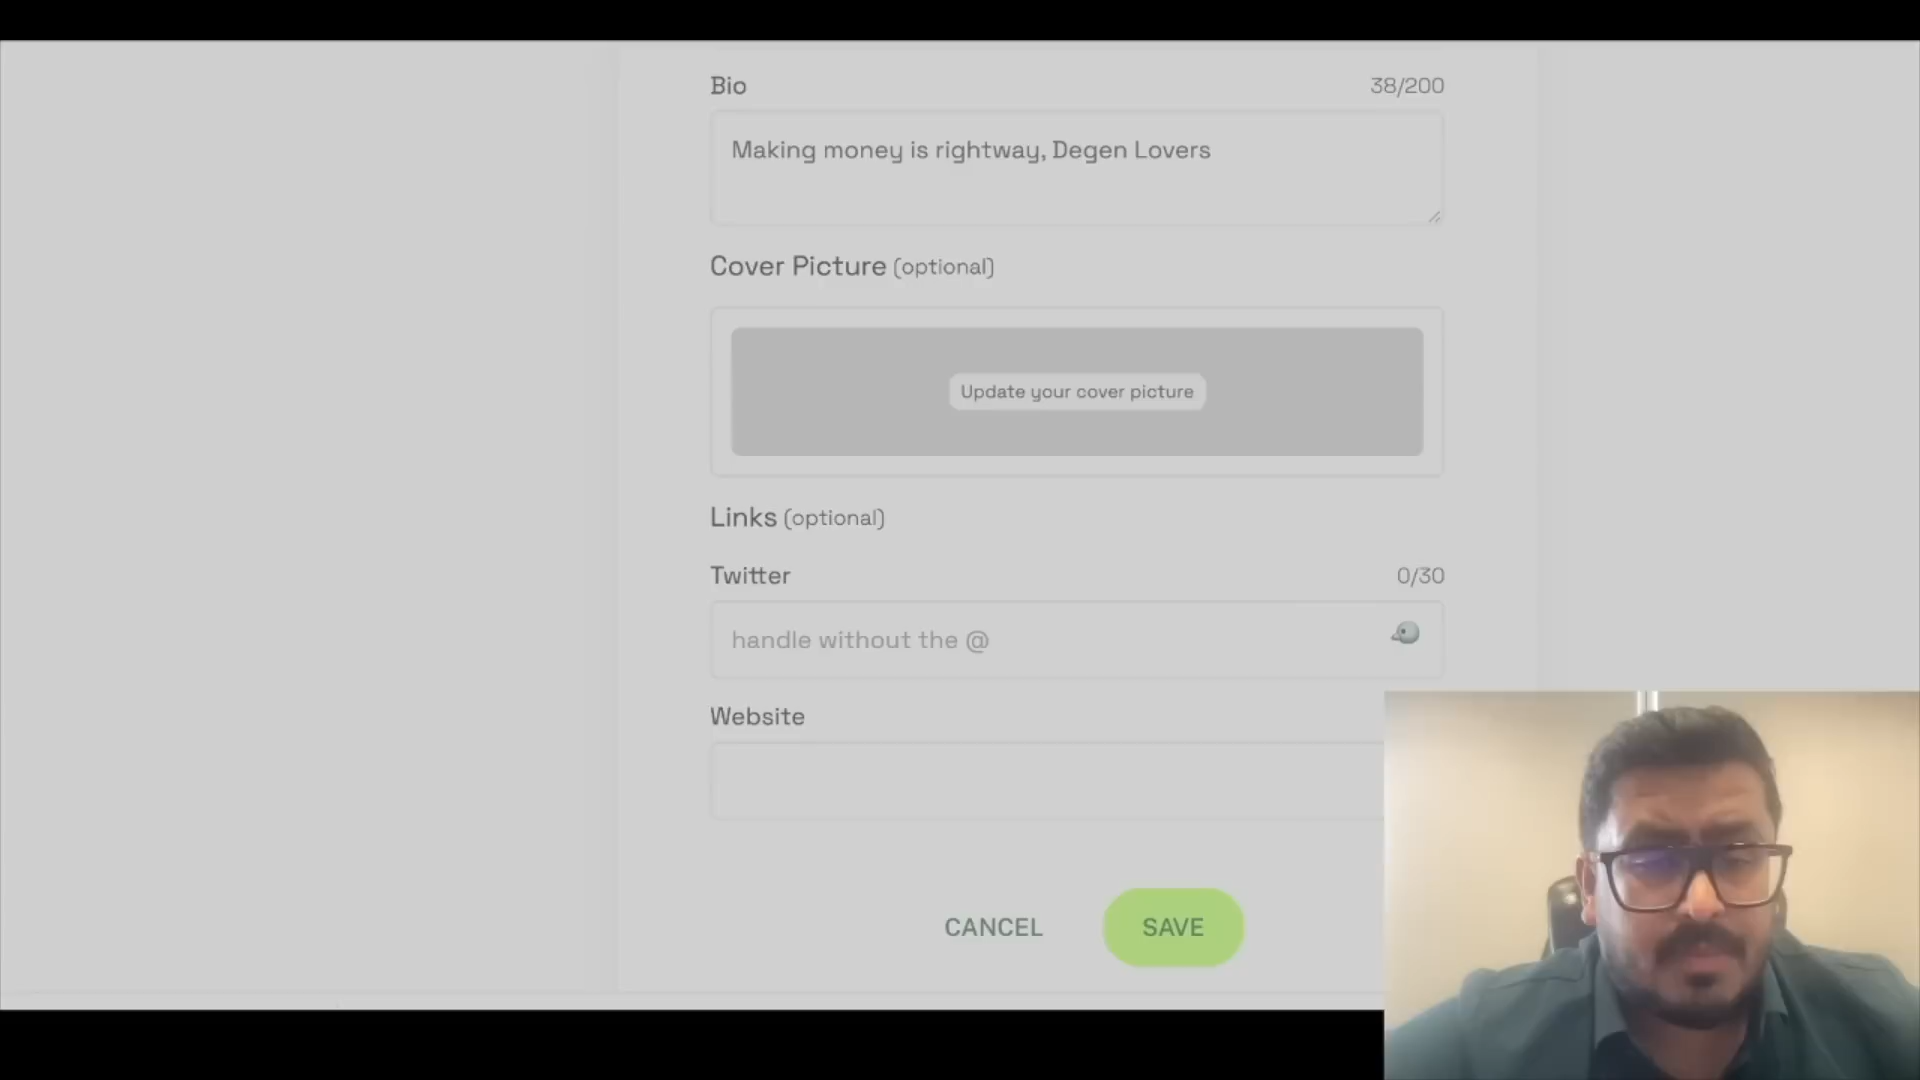 Bio
38/200
Making money is rightway, Degen Lovers
Cover Picture (optional)
Update your cover picture
Links (optional)
Twitter
0/30
handle without the @
Website
CANCEL
SAVE